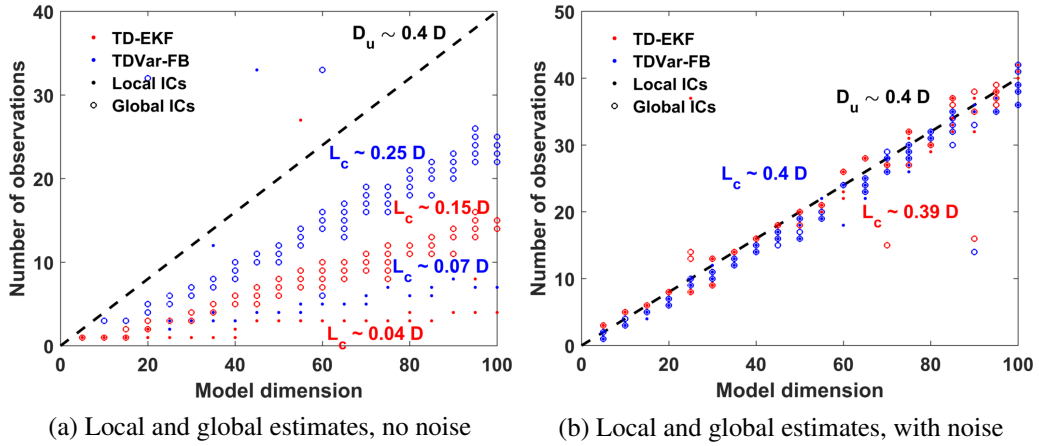 40
30
20
10
0
0
20
40
60
80
100
Number of observations
Model dimension
TD-EKF
TDVar-FB
Local ICs
Global ICs
D_u ~ 0.4 D
L_c ~ 0.25 D
L_c ~ 0.15 D
L_c ~ 0.07 D
L_c ~ 0.04 D
(a) Local and global estimates, no noise
50
40
30
20
10
0
0
20
40
60
80
100
Number of observations
Model dimension
TD-EKF
TDVar-FB
Local ICs
Global ICs
D_u ~ 0.4 D
L_c ~ 0.4 D
L_c ~ 0.39 D
(b) Local and global estimates, with noise